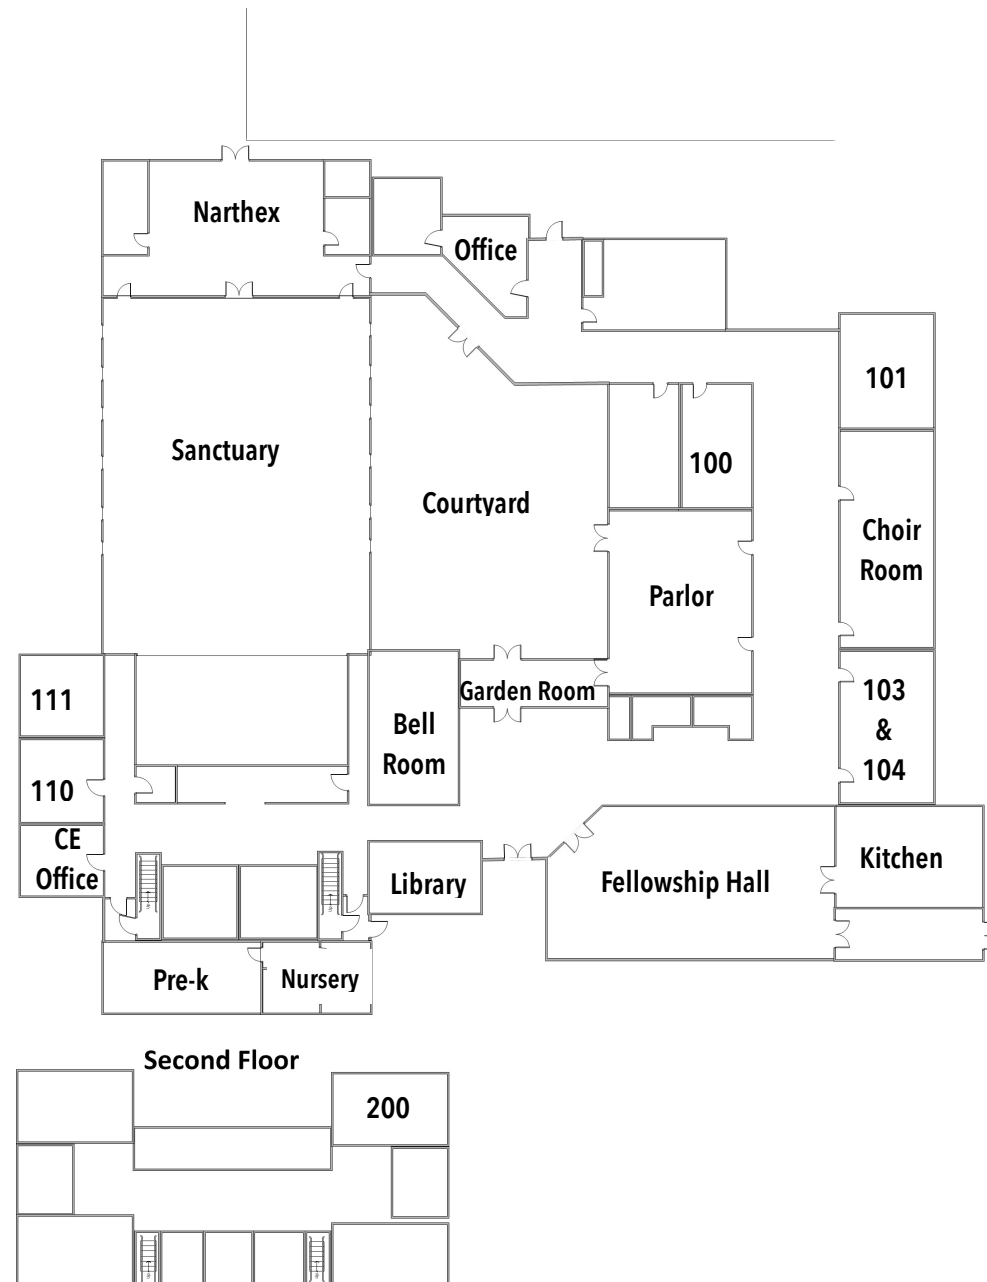 Narthex
Office
101
Sanctuary
100
Courtyard
Choir
Room
Parlor
111
Garden Room
103
&
104
Bell
Room
110
CE
Office
Library
Fellowship Hall
Kitchen
Pre-k
Nursery
Second Floor
200